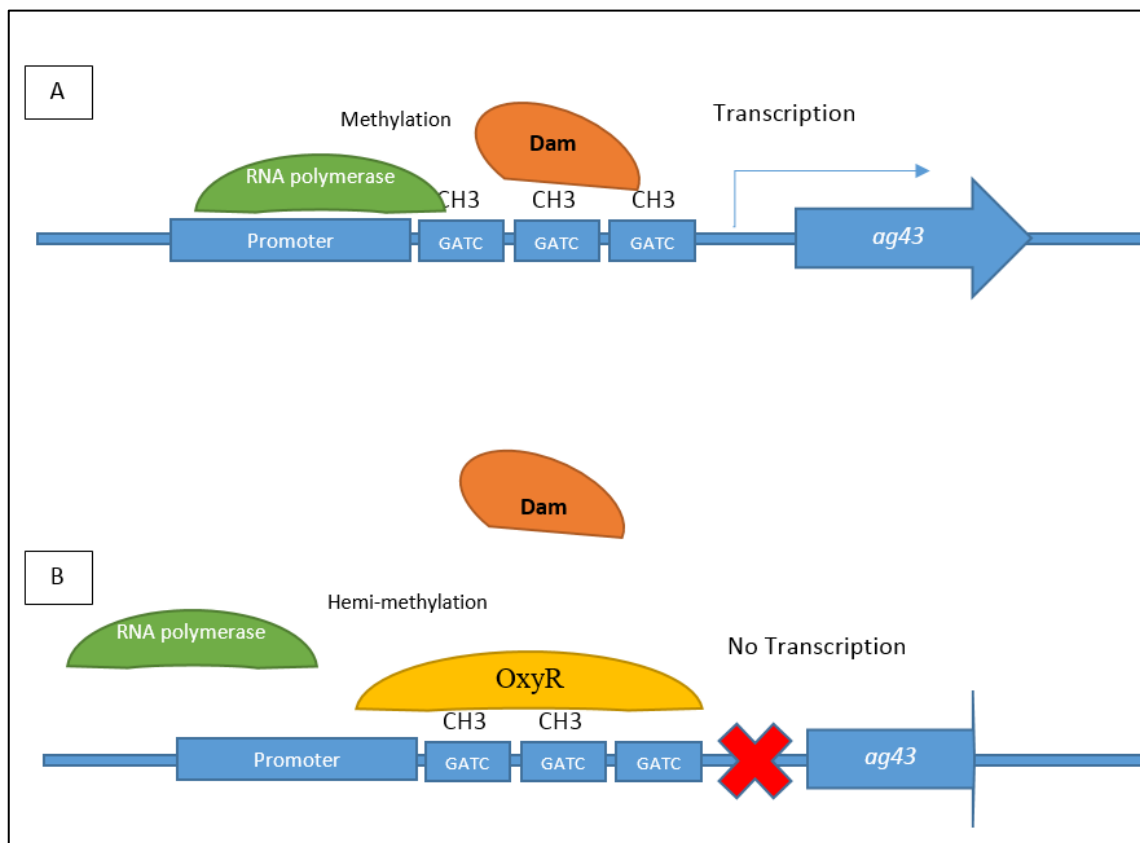 A
Methylation
Dam
Transcription
RNA polymerase
CH3 CH3 CH3
Promoter GATC GATC GATC ag43
Dam
B
Hemi-methylation
RNA polymerase
No Transcription
OxyR
CH3 CH3
Promoter GATC GATC GATC ag43